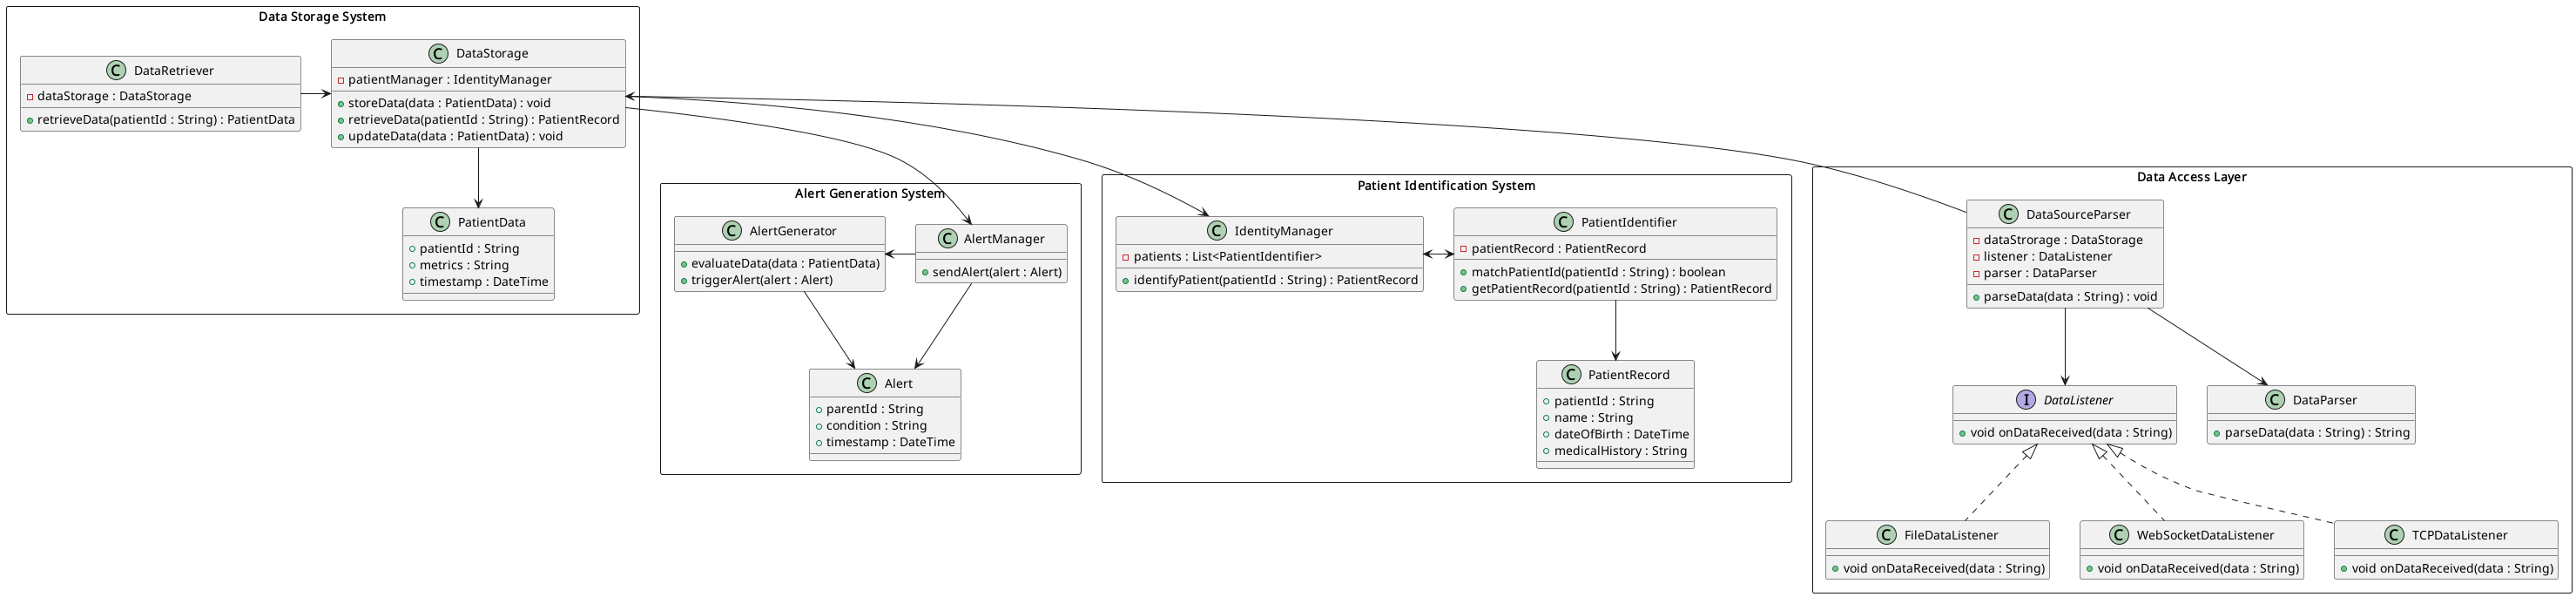 Data Storage System
C DataRetriever
dataStorage : DataStorage
retrieveData(patientId : String) : PatientData
C DataStorage
patientManager : IdentityManager
storeData(data : PatientData) : void
retrieveData(patientId : String) : PatientRecord
updateData(data : PatientData) : void
C PatientData
patientId : String
metrics : String
timestamp : DateTime
Alert Generation System
C AlertGenerator
evaluateData(data : PatientData)
triggerAlert(alert : Alert)
C AlertManager
sendAlert(alert : Alert)
C Alert
parentId : String
condition : String
timestamp : DateTime
Patient Identification System
C IdentityManager
patients : List<PatientIdentifier>
identifyPatient(patientId : String) : PatientRecord
C PatientIdentifier
patientRecord : PatientRecord
matchPatientId(patientId : String) : boolean
getPatientRecord(patientId : String) : PatientRecord
C PatientRecord
patientId : String
name : String
dateOfBirth : DateTime
medicalHistory : String
Data Access Layer
C DataSourceParser
dataStrorage : DataStorage
listener : DataListener
parser : DataParser
parseData(data : String) : void
I DataListener
void onDataReceived(data : String)
C DataParser
parseData(data : String) : String
C FileDataListener
void onDataReceived(data : String)
C WebSocketDataListener
void onDataReceived(data : String)
C TCPDataListener
void onDataReceived(data : String)